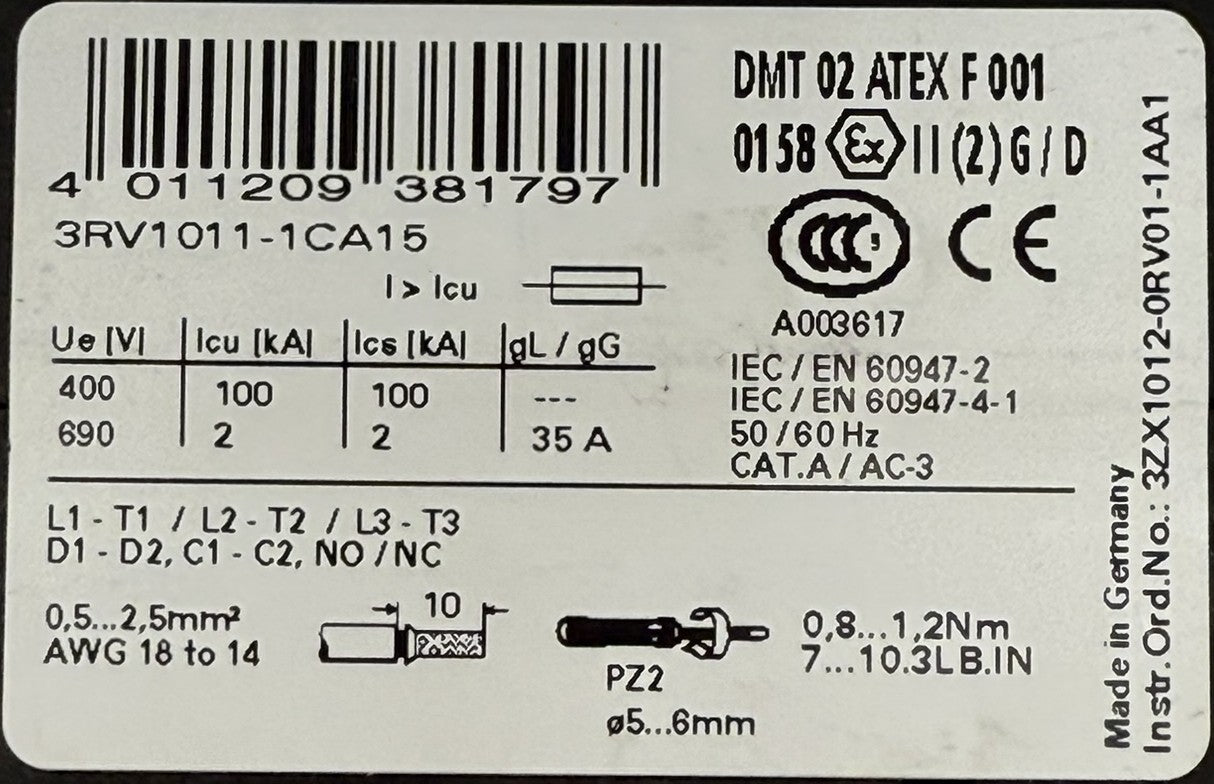 4 011209 381797
3RV1011-1CA15
I > Icu
Ue [V] Icu [kA] Ics [kA] gL / gG
400 100 100 ---
690 2 2 35 A
DMT 02 ATEX F 001
0158 Ex II (2) G / D
CCC S
CE
A003617
IEC / EN 60947-2
IEC / EN 60947-4-1
50 / 60 Hz
CAT.A / AC-3
L1 - T1 / L2 - T2 / L3 - T3
D1 - D2, C1 - C2, NO / NC
0,5...2,5mm²
AWG 18 to 14
10
PZ2
ø5...6mm
0,8...1,2Nm
7...10.3LB.IN
Made in Germany
Instr.Ord.No.: 3ZX1012-0RV01-1AA1